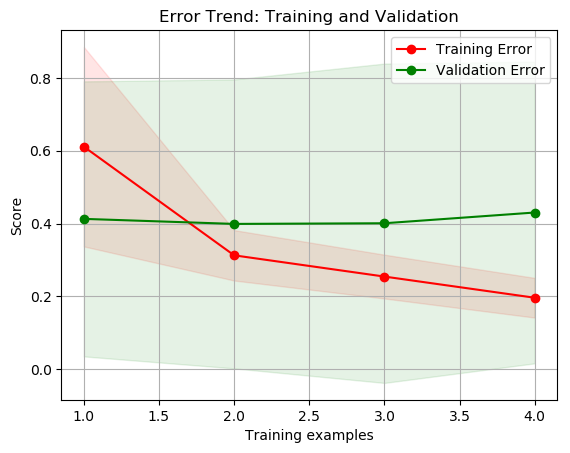 Error Trend: Training and Validation
Training Error
Validation Error
Score
0.8
0.6
0.4
0.2
0.0
1.0 1.5 2.0 2.5 3.0 3.5 4.0
Training examples